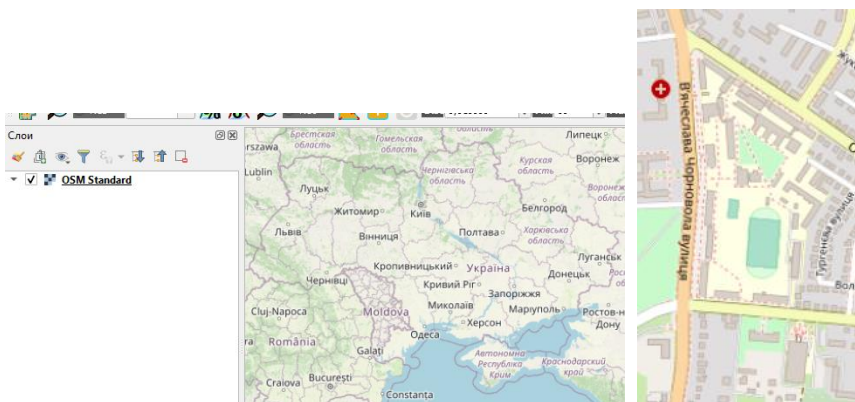 Слои
OSM Standard
Брестская
область
Гомельская
область
область
Липецк
rszawa
Lublin
Чернігівська
область
Курская
область
Воронеж
Луцьк
Житомир
Київ
Белгород
Львів
Вінниця
Полтава
Харківська
область
Луганськ
Чернівці
Кропивницький
Україна
Донецьк
Кривий Ріг
Запоріжжя
Cluj-Napoca
Moldova
Миколаїв
Маріуполь
Ростов-н
Дону
Херсон
Одеса
România
Galați
Автономна
Республіка
Крим
Краснодарский
край
Craiova
București
Constanța
В'ячеслава Чорновола вулиця
Тургенєва вулиця